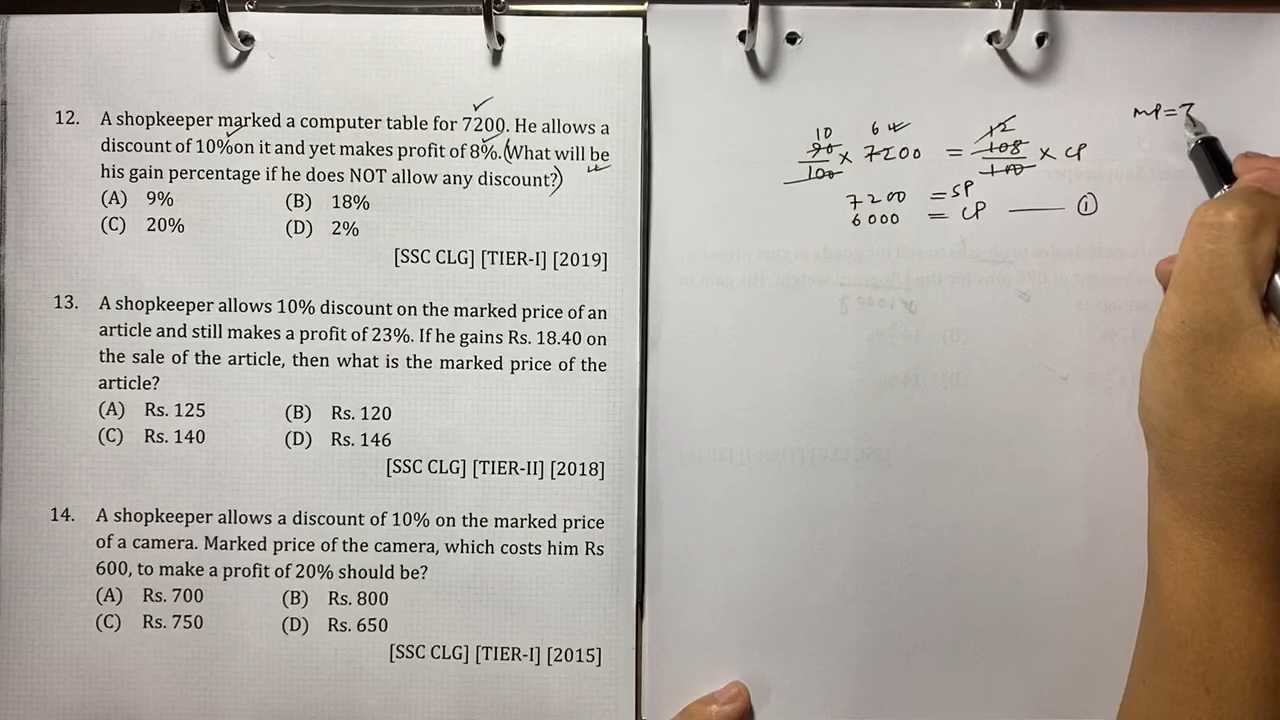 12. A shopkeeper marked a computer table for 7200. He allows a
discount of 10%on it and yet makes profit of 8%.(What will be
his gain percentage if he does NOT allow any discount?)
(A) 9% (B) 18%
(C) 20% (D) 2%
[SSC CLG] [TIER-I] [2019]
13. A shopkeeper allows 10% discount on the marked price of an
article and still makes a profit of 23%. If he gains Rs. 18.40 on
the sale of the article, then what is the marked price of the
article?
(A) Rs. 125 (B) Rs. 120
(C) Rs. 140 (D) Rs. 146
[SSC CLG] [TIER-II] [2018]
14. A shopkeeper allows a discount of 10% on the marked price
of a camera. Marked price of the camera, which costs him Rs
600, to make a profit of 20% should be?
(A) Rs. 700 (B) Rs. 800
(C) Rs. 750 (D) Rs. 650
[SSC CLG] [TIER-I] [2015]
MP=7
10 12
90/100 × 7200 = 108/100 × CP
7200 = SP
6000 = CP —— ①